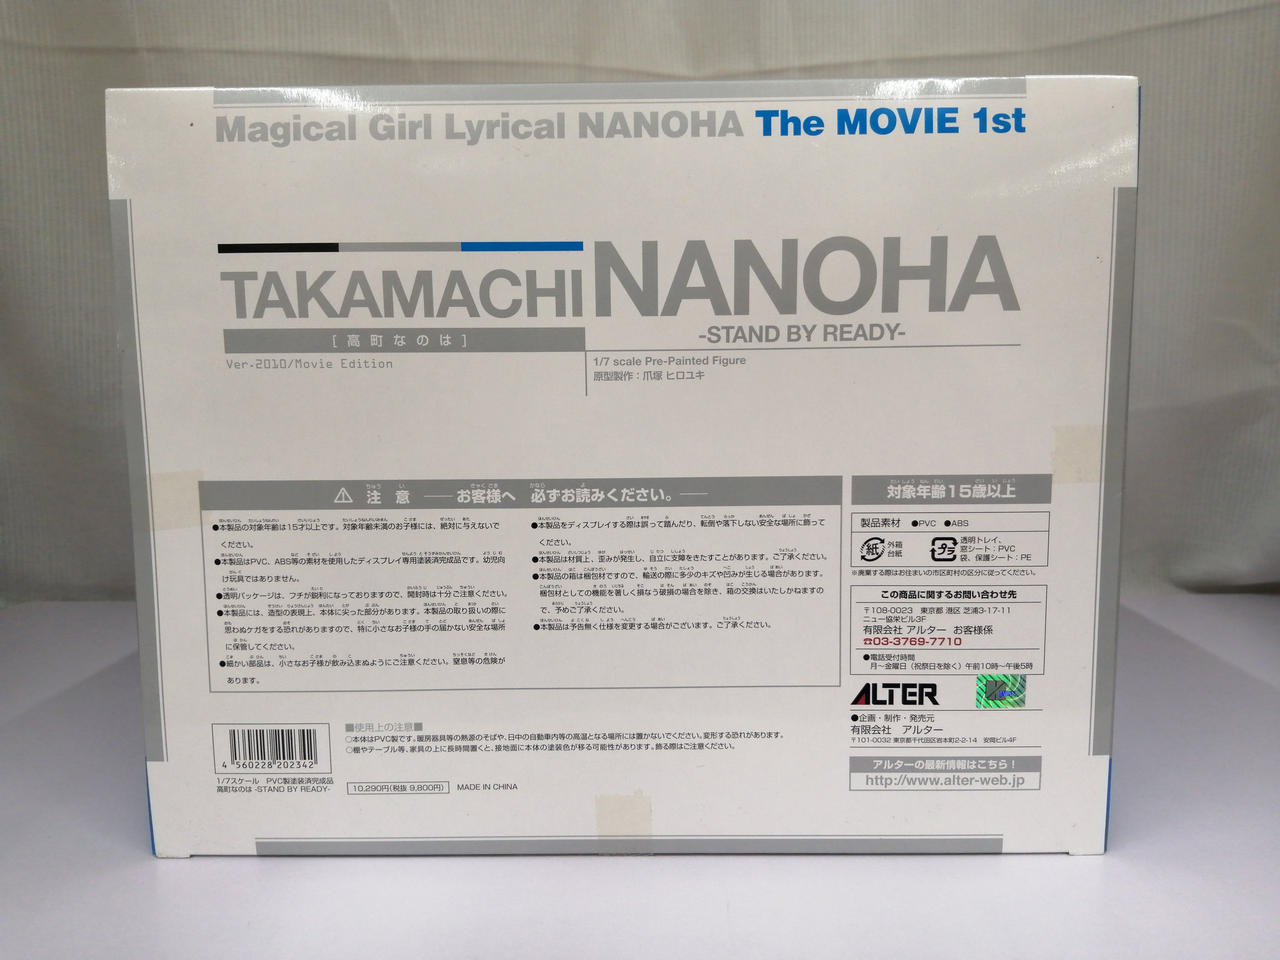 Magical Girl Lyrical NANOHA The MOVIE 1st
TAKAMACHI NANOHA
-STAND BY READY-
[高町なのは]
Ver.2010/Movie Edition
1/7 scale Pre-Painted Figure
原型製作：爪塚 ヒロユキ
注意 ── お客様へ 必ずお読みください。──
●本製品の対象年齢は15才以上です。対象年齢未満のお子様には、絶対に与えないで
ください。
●本製品はPVC、ABS等の素材を使用したディスプレイ専用塗装済完成品です。幼児向
け玩具ではありません。
●透明パッケージは、フチが鋭利になっておりますので、開封時は十分ご注意ください。
●本製品には、造型の表現上、本体に尖った部分があります。本製品の取り扱いの際に
思わぬケガをする恐れがありますので、特に小さなお子様の手の届かない安全な場所
に保管してください。
●細かい部品は、小さなお子様が飲み込まぬようにご注意ください。窒息等の危険が
あります。
●本製品をディスプレイする際は誤って踏んだり、転倒や落下しない安全な場所に飾って
ください。
●本製品は材質上、歪みが発生し、自立に支障をきたすことがあります。ご了承ください。
●本製品の箱は梱包材ですので、輸送の際に多少のキズや凹みが生じる場合があります。
梱包材としての機能を著しく損なう破損の場合を除き、箱の交換はいたしかねますの
で、予めご了承ください。
●本製品は予告無く仕様を変更する場合がございます。ご了承ください。
対象年齢15歳以上
製品素材 ●PVC ●ABS
紙 外箱
台紙
プラ 透明トレイ、
窓シート：PVC
袋、保護シート：PE
※廃棄する際はお住まいの市区町村の区分に従ってください。
この商品に関するお問い合わせ先
〒108-0023 東京都 港区 芝浦3-17-11
ニュー協栄ビル3F
有限会社 アルター お客様係
☎03-3769-7710
●電話受付時間
月〜金曜日（祝祭日を除く）午前10時〜午後5時
ALTER
●企画・制作・発売元
有限会社 アルター
〒101-0032 東京都千代田区岩本町2-2-14 安岡ビル4F
アルターの最新情報はこちら！
http://www.alter-web.jp
■使用上の注意■
○本体はPVC製です。暖房器具等の熱源のそばや、日中の自動車内等の高温となる場所には置かないでください。変形する恐れがあります。
○棚やテーブル等、家具の上に長時間置くと、接地面に本体の塗装色が移る可能性があります。飾る際はご注意ください。
4 560228 202342
1/7スケール PVC製塗装済完成品
高町なのは -STAND BY READY-
10,290円(税抜 9,800円)
MADE IN CHINA